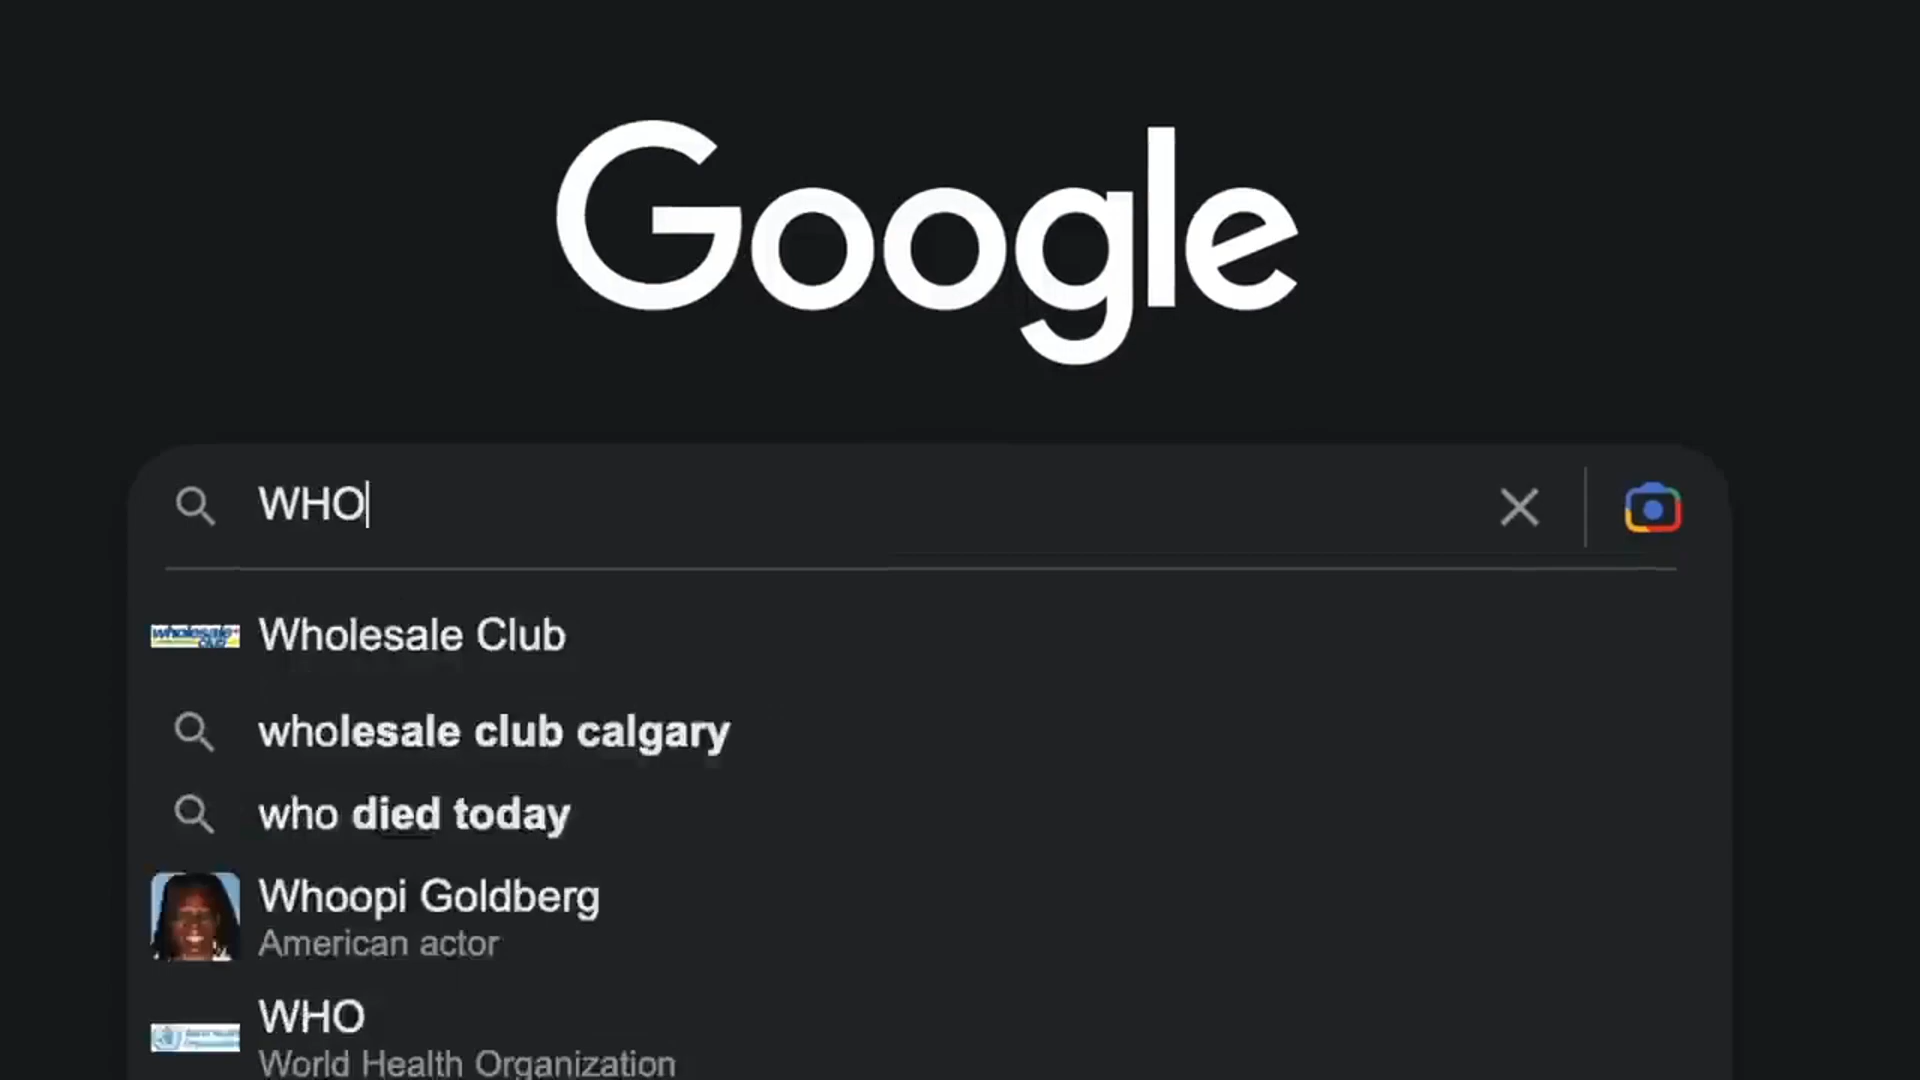 Google
WHO
Wholesale Club
wholesale club calgary
who died today
Whoopi Goldberg
American actor
WHO
World Health Organization